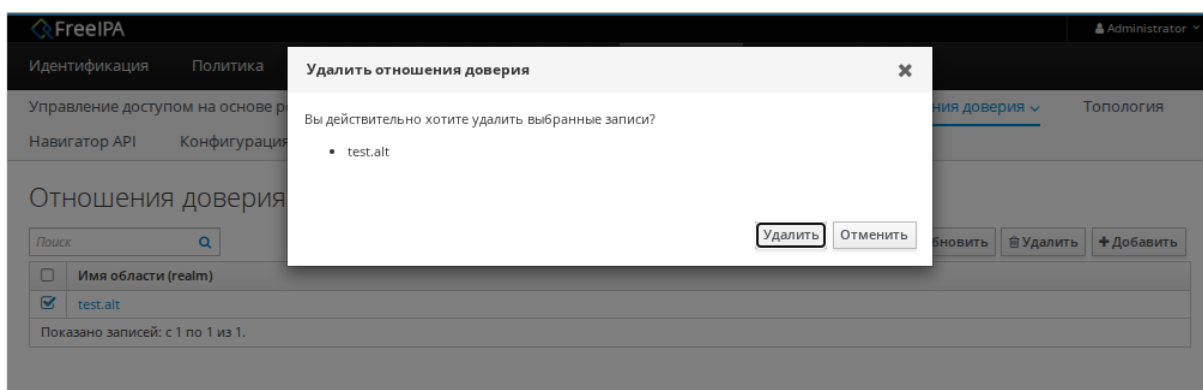 FreeIPA
Administrator
Идентификация Политика
Управление доступом на основе р
ния доверия
Топология
Навигатор API Конфигурация
Удалить отношения доверия
Вы действительно хотите удалить выбранные записи?
• test.alt
Удалить Отменить
Отношения доверия
Поиск
бновить Удалить Добавить
Имя области (realm)
test.alt
Показано записей: с 1 по 1 из 1.